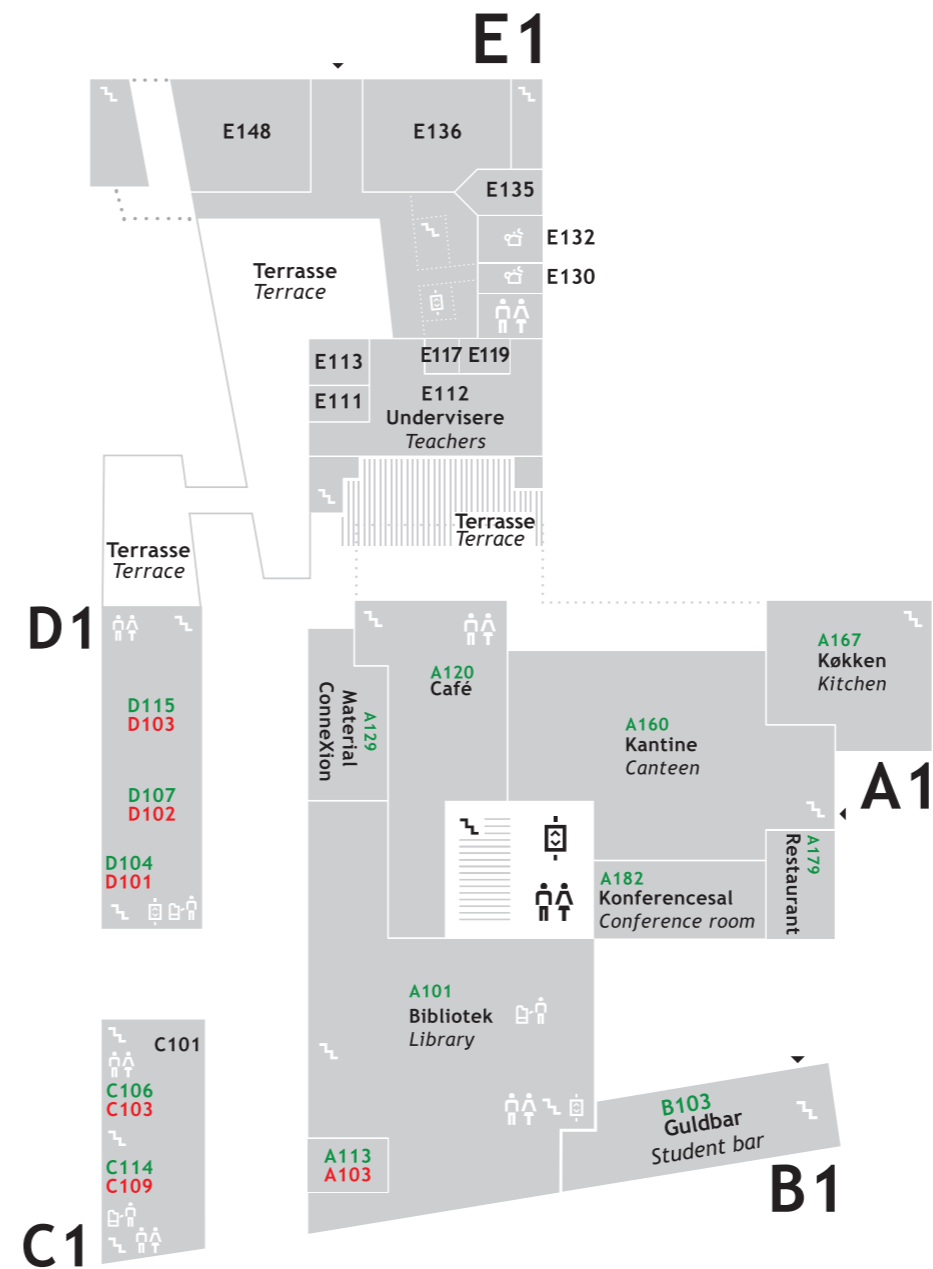 E1
E148
E136
E135
E132
E130
Terrasse
Terrace
E113
E117 E119
E111
E112
Undervisere
Teachers
Terrasse
Terrace
Terrasse
Terrace
D1
D115
D103
D107
D102
D104
D101
A129
Material
ConneXion
A120
Café
A160
Kantine
Canteen
A167
Køkken
Kitchen
A1
A179
Restaurant
A182
Konferencesal
Conference room
A101
Bibliotek
Library
A113
A103
B103
Guldbar
Student bar
B1
C101
C106
C103
C114
C109
C1